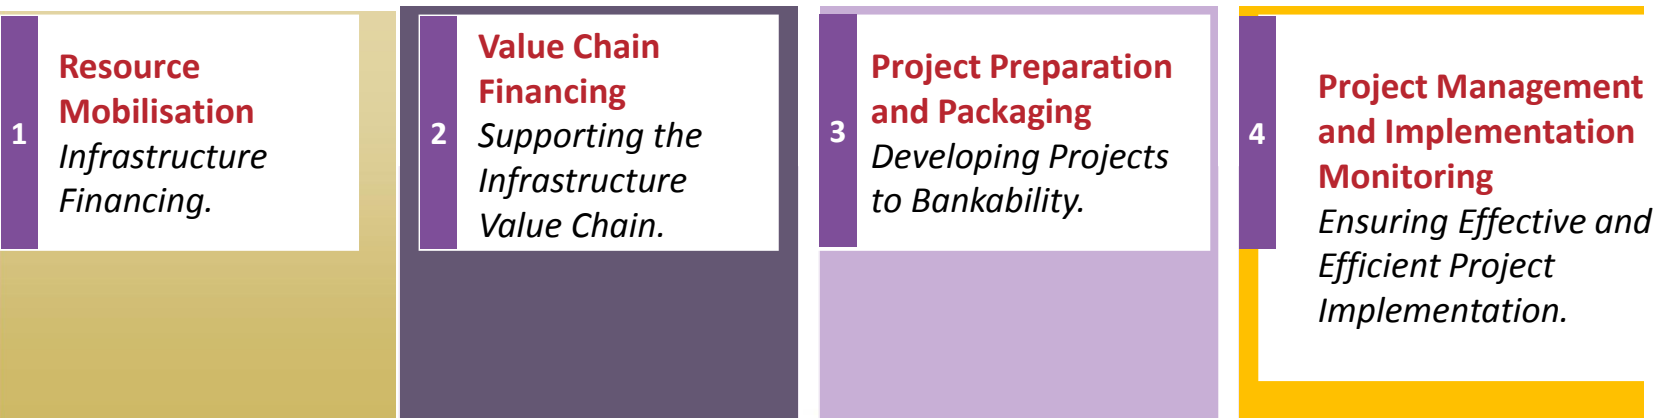 1
Resource
Mobilisation
Infrastructure
Financing.
2
Value Chain
Financing
Supporting the
Infrastructure
Value Chain.
3
Project Preparation
and Packaging
Developing Projects
to Bankability.
4
Project Management
and Implementation
Monitoring
Ensuring Effective and
Efficient Project
Implementation.